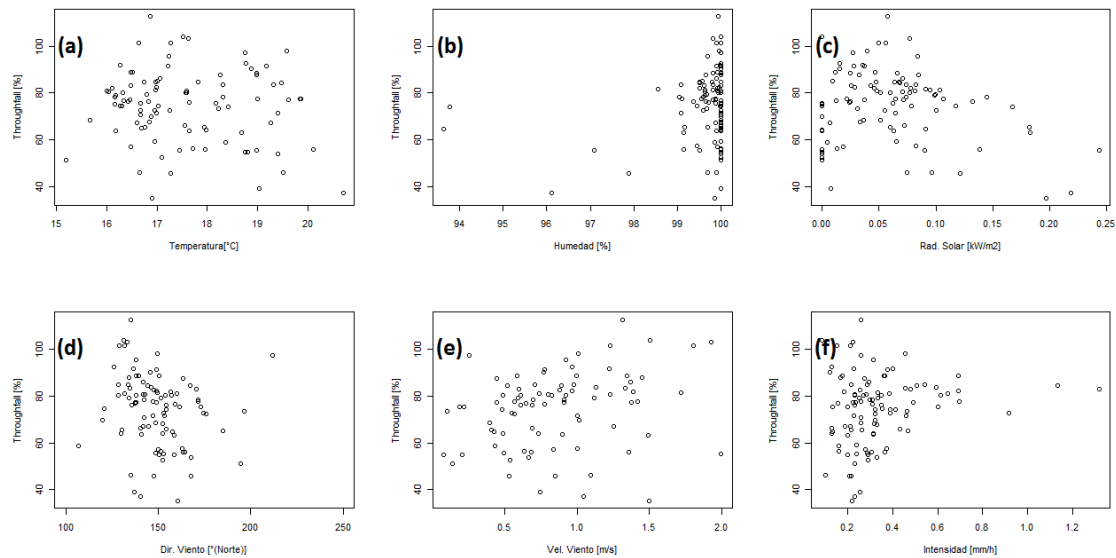 (a)
Throughfall [%]
100
80
60
40
15 16 17 18 19 20
Temperatura[°C]
(b)
Throughfall [%]
100
80
60
40
94 95 96 97 98 99 100
Humedad [%]
(c)
Throughfall [%]
100
80
60
40
0.00 0.05 0.10 0.15 0.20 0.25
Rad. Solar [kW/m2]
(d)
Throughfall [%]
100
80
60
40
100 150 200 250
Dir. Viento [°(Norte)]
(e)
Throughfall [%]
100
80
60
40
0.5 1.0 1.5 2.0
Vel. Viento [m/s]
(f)
Throughfall [%]
100
80
60
40
0.2 0.4 0.6 0.8 1.0 1.2
Intensidad [mm/h]